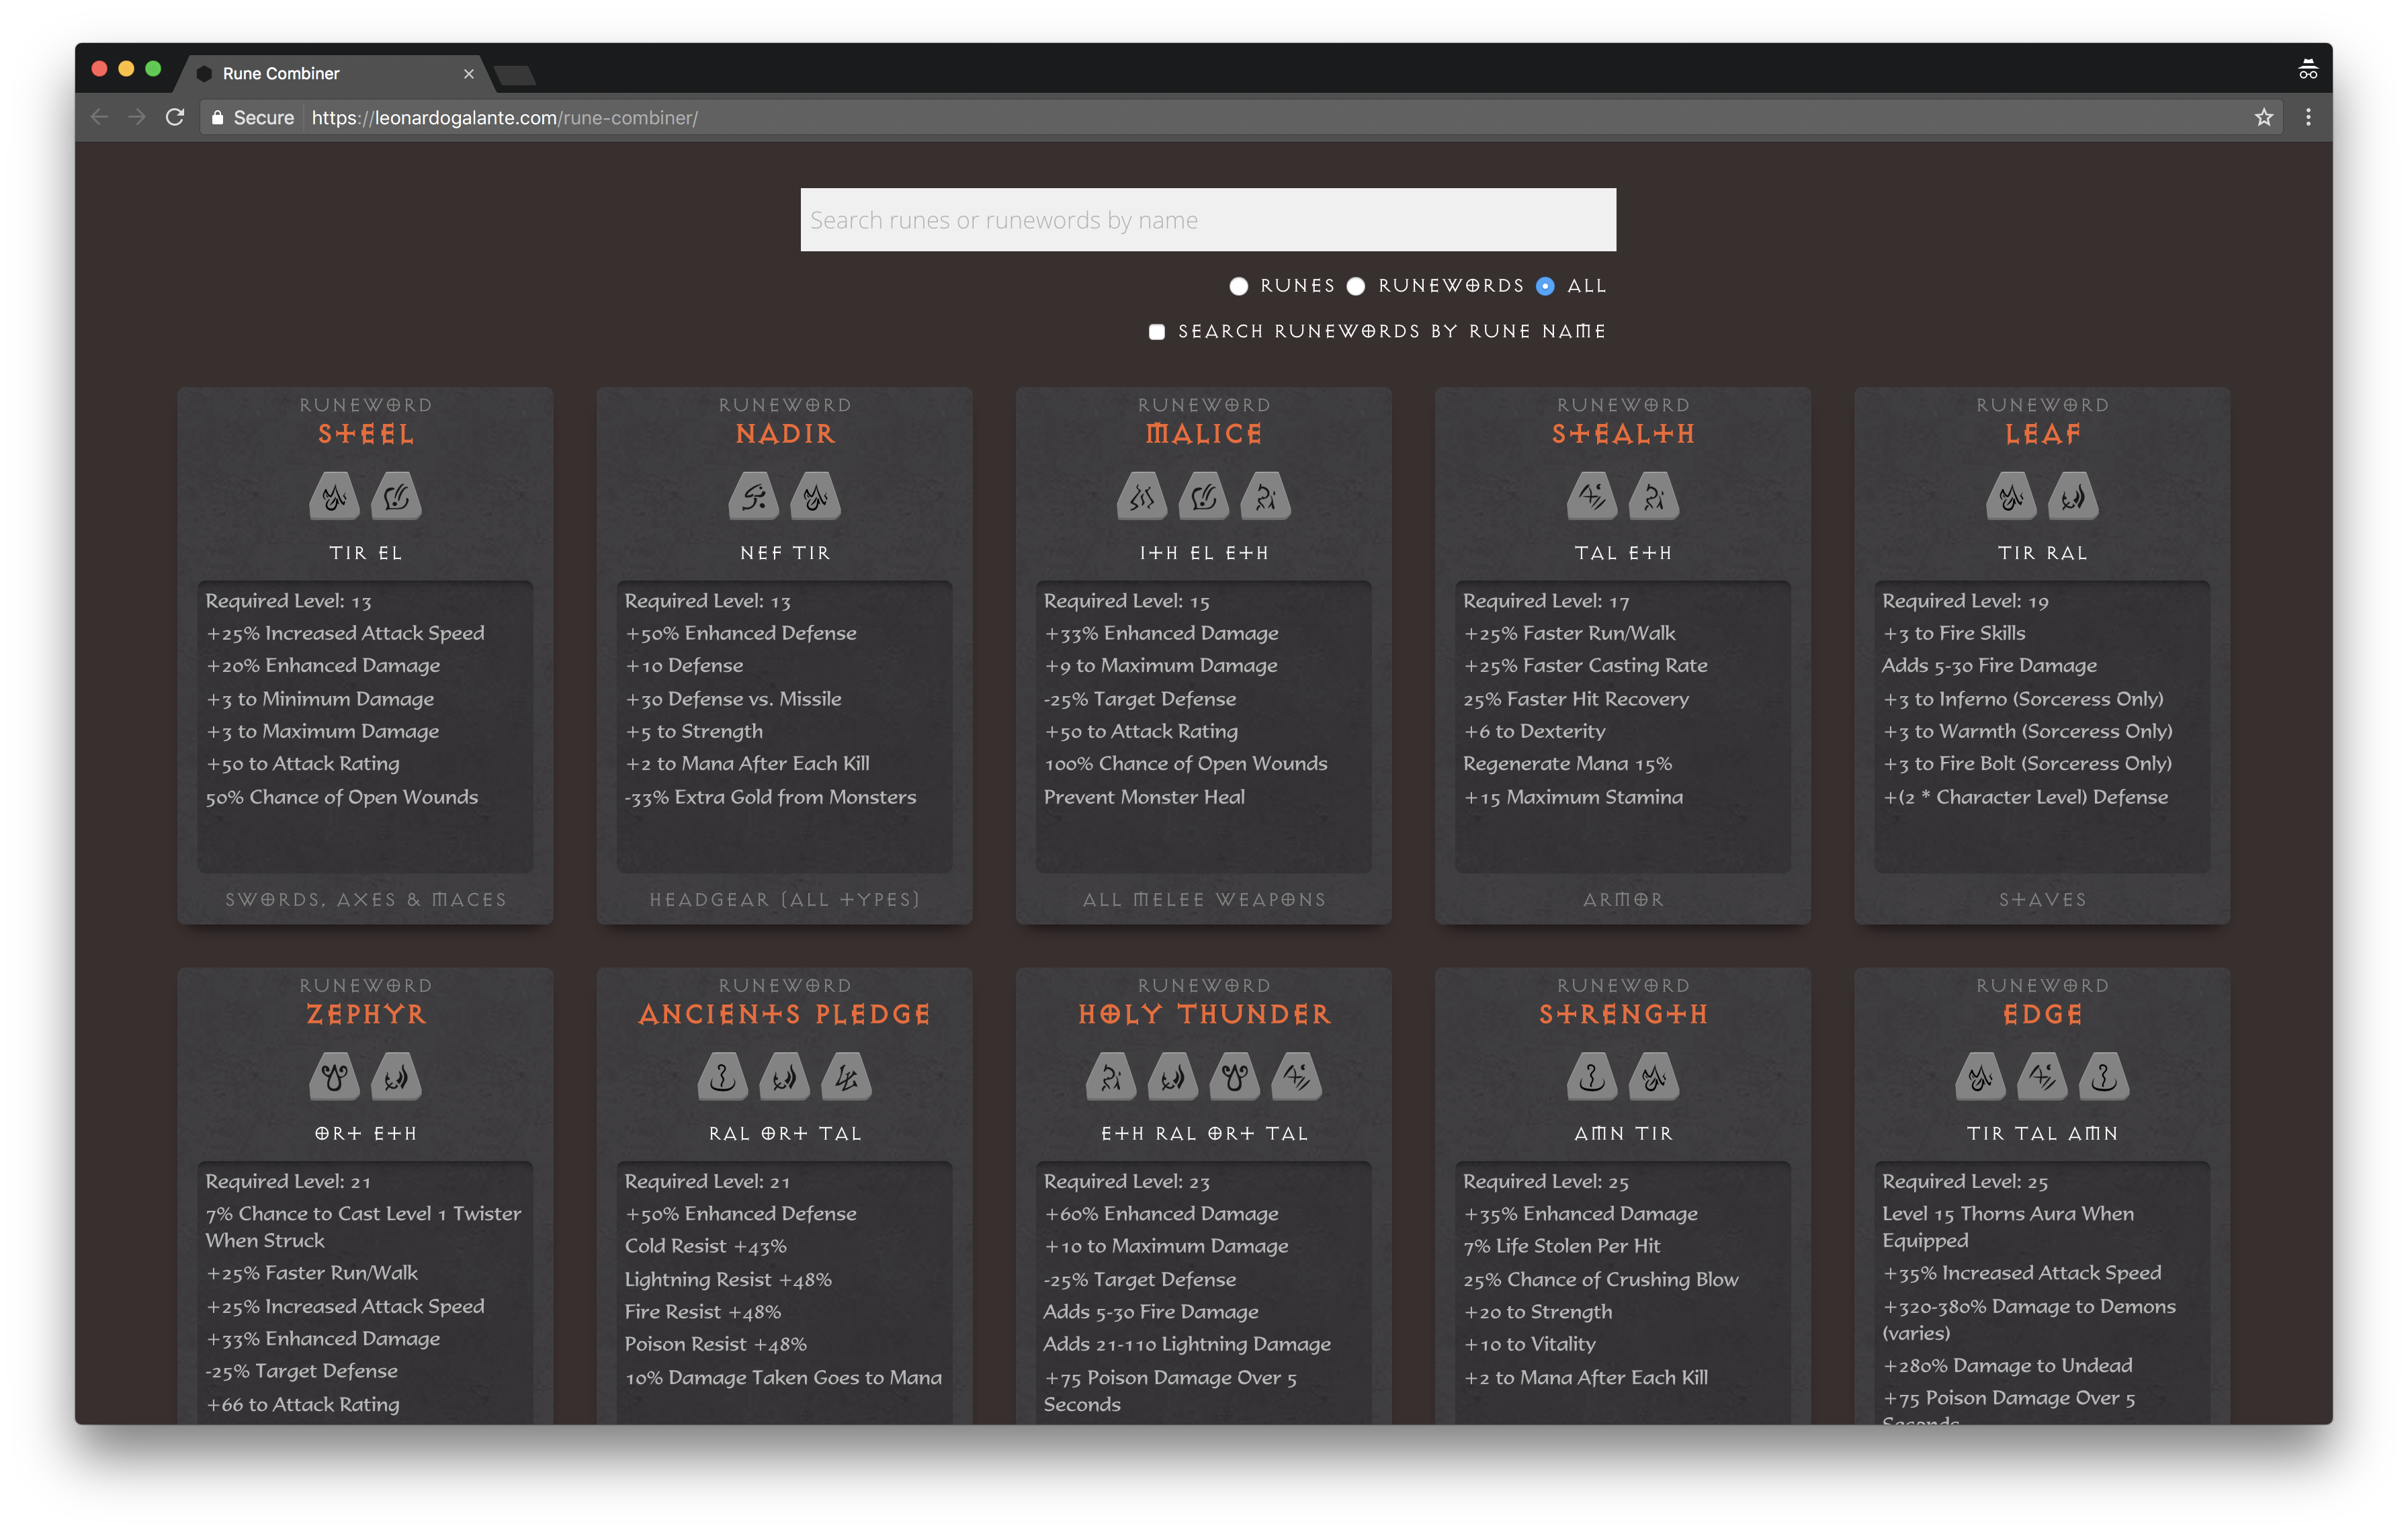 Rune Combiner
Secure https://leonardogalante.com/rune-combiner/
Search runes or runewords by name
RUNES RUNEWORDS ALL
SEARCH RUNEWORDS BY RUNE NAME
RUNEWORD
STEEL
TIR EL
Required Level: 13
+25% Increased Attack Speed
+20% Enhanced Damage
+3 to Minimum Damage
+3 to Maximum Damage
+50 to Attack Rating
50% Chance of Open Wounds
SWORDS, AXES & MACES
RUNEWORD
NADIR
NEF TIR
Required Level: 13
+50% Enhanced Defense
+10 Defense
+30 Defense vs. Missile
+5 to Strength
+2 to Mana After Each Kill
-33% Extra Gold from Monsters
HEADGEAR (ALL TYPES)
RUNEWORD
MALICE
ITH EL ETH
Required Level: 15
+33% Enhanced Damage
+9 to Maximum Damage
-25% Target Defense
+50 to Attack Rating
100% Chance of Open Wounds
Prevent Monster Heal
ALL MELEE WEAPONS
RUNEWORD
STEALTH
TAL ETH
Required Level: 17
+25% Faster Run/Walk
+25% Faster Casting Rate
25% Faster Hit Recovery
+6 to Dexterity
Regenerate Mana 15%
+15 Maximum Stamina
ARMOR
RUNEWORD
LEAF
TIR RAL
Required Level: 19
+3 to Fire Skills
Adds 5-30 Fire Damage
+3 to Inferno (Sorceress Only)
+3 to Warmth (Sorceress Only)
+3 to Fire Bolt (Sorceress Only)
+(2 * Character Level) Defense
STAVES
RUNEWORD
ZEPHYR
ORT ETH
Required Level: 21
7% Chance to Cast Level 1 Twister
When Struck
+25% Faster Run/Walk
+25% Increased Attack Speed
+33% Enhanced Damage
-25% Target Defense
+66 to Attack Rating
RUNEWORD
ANCIENTS PLEDGE
RAL ORT TAL
Required Level: 21
+50% Enhanced Defense
Cold Resist +43%
Lightning Resist +48%
Fire Resist +48%
Poison Resist +48%
10% Damage Taken Goes to Mana
RUNEWORD
HOLY THUNDER
ETH RAL ORT TAL
Required Level: 23
+60% Enhanced Damage
+10 to Maximum Damage
-25% Target Defense
Adds 5-30 Fire Damage
Adds 21-110 Lightning Damage
+75 Poison Damage Over 5
Seconds
RUNEWORD
STRENGTH
AMN TIR
Required Level: 25
+35% Enhanced Damage
7% Life Stolen Per Hit
25% Chance of Crushing Blow
+20 to Strength
+10 to Vitality
+2 to Mana After Each Kill
RUNEWORD
EDGE
TIR TAL AMN
Required Level: 25
Level 15 Thorns Aura When
Equipped
+35% Increased Attack Speed
+320-380% Damage to Demons
(varies)
+280% Damage to Undead
+75 Poison Damage Over 5
Seconds